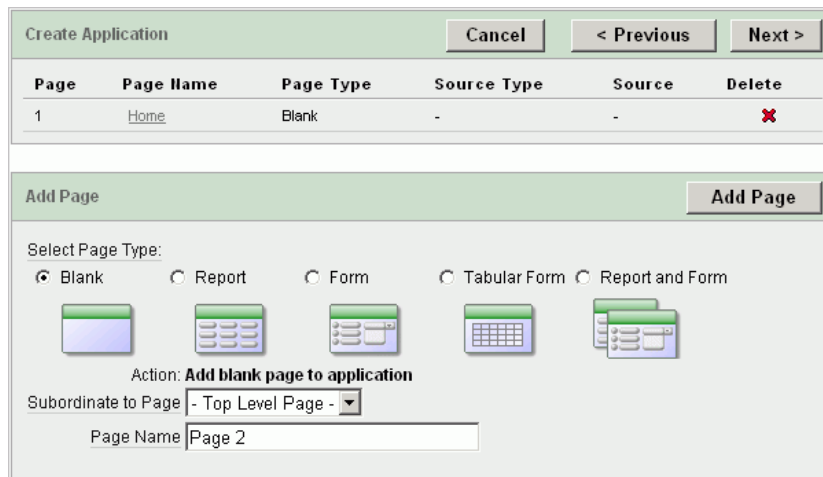 Create Application Cancel < Previous Next >
Page Page Name Page Type Source Type Source Delete
1 Home Blank - -
Add Page Add Page
Select Page Type:
Blank Report Form Tabular Form Report and Form
Action: Add blank page to application
Subordinate to Page - Top Level Page -
Page Name Page 2